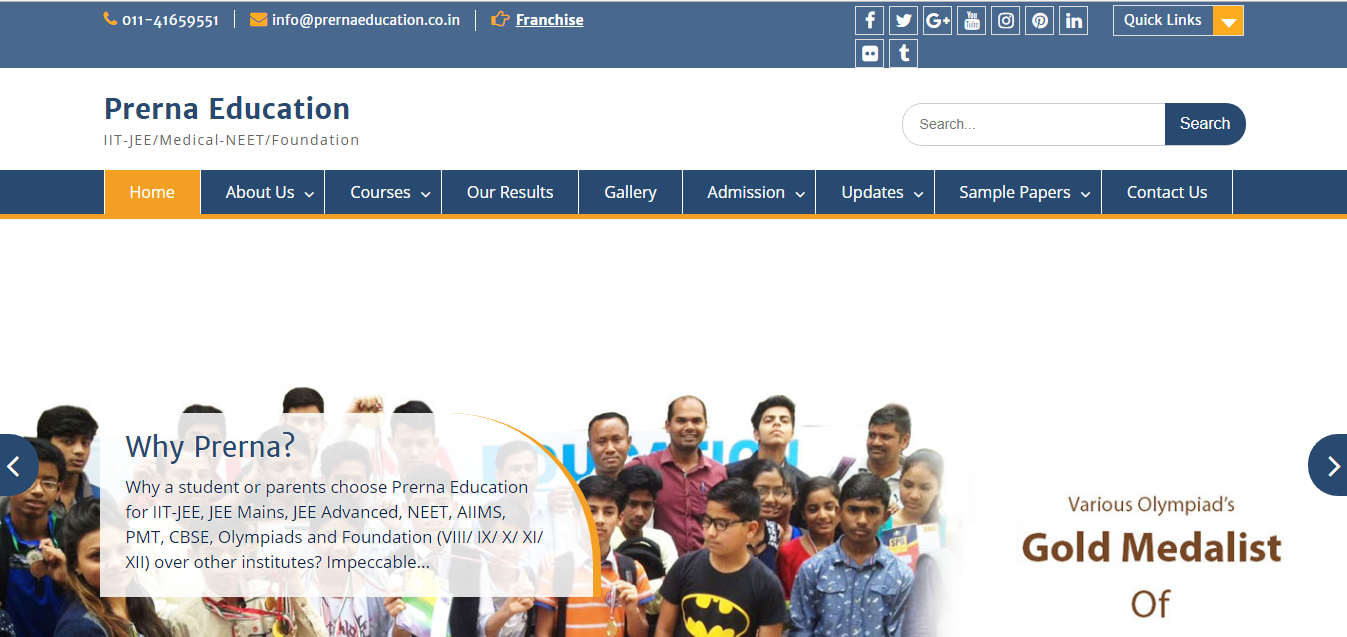 011-41659551 info@prernaeducation.co.in Franchise
Quick Links
Prerna Education
IIT-JEE/Medical-NEET/Foundation
Search... Search
Home About Us Courses Our Results Gallery Admission Updates Sample Papers Contact Us
EDUCATION
Why Prerna?
Why a student or parents choose Prerna Education
for IIT-JEE, JEE Mains, JEE Advanced, NEET, AIIMS,
PMT, CBSE, Olympiads and Foundation (VIII/ IX/ X/ XI/
XII) over other institutes? Impeccable...
Various Olympiad's
Gold Medalist
Of